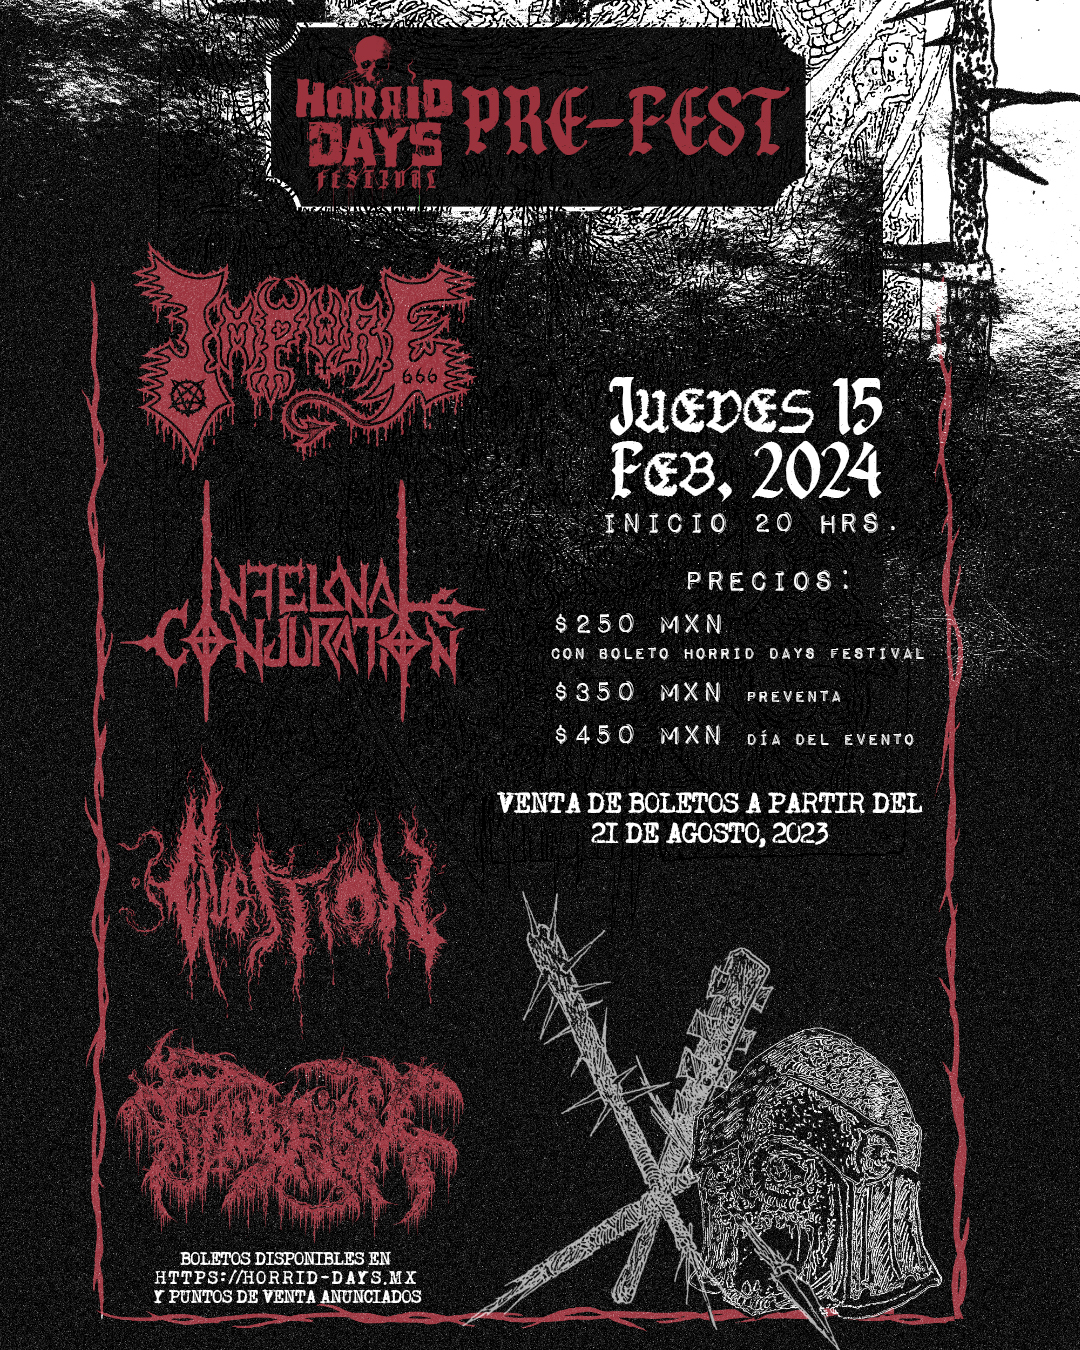 HORRID
DAYS
FESTIVAL
PRE-FEST
IMPURE
666
INFERNAL
CONJURATION
QUESTION
JUEVES 15
FEB. 2024
INICIO 20 HRS.
PRECIOS:
$250 MXN
CON BOLETO HORRID DAYS FESTIVAL
$350 MXN PREVENTA
$450 MXN DÍA DEL EVENTO
VENTA DE BOLETOS A PARTIR DEL
21 DE AGOSTO, 2023
BOLETOS DISPONIBLES EN
HTTPS://HORRID-DAYS.MX
Y PUNTOS DE VENTA ANUNCIADOS